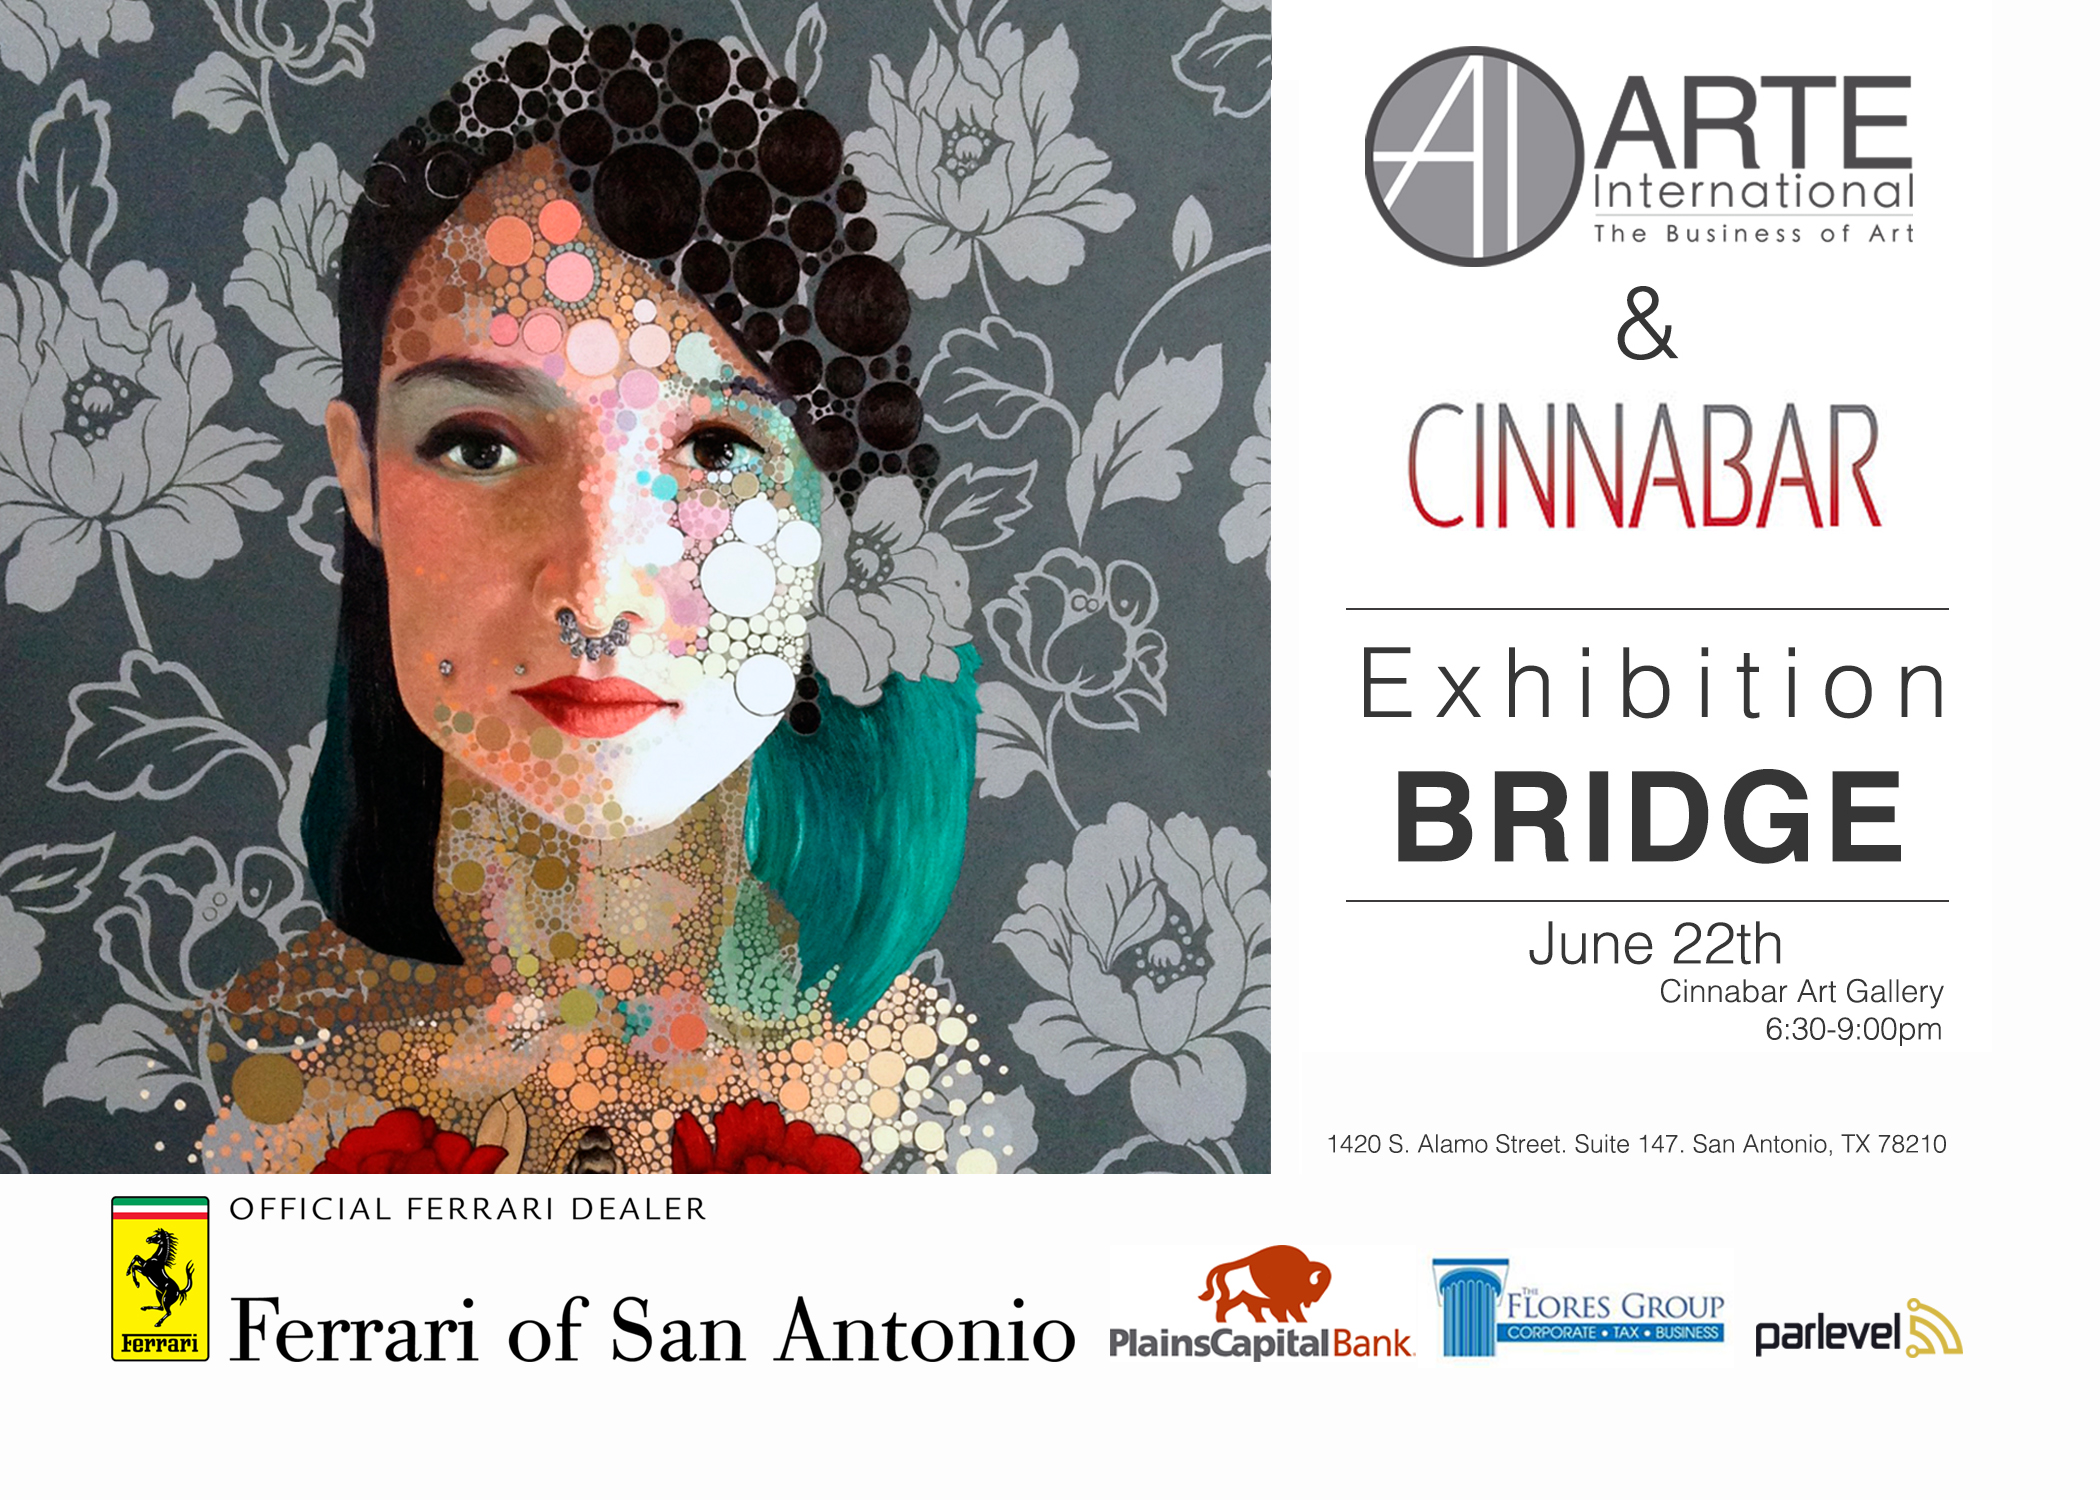 AI
ARTE
International
The Business of Art
&
CINNABAR
Exhibition
BRIDGE
June 22th
Cinnabar Art Gallery
6:30-9:00pm
1420 S. Alamo Street. Suite 147. San Antonio, TX 78210
OFFICIAL FERRARI DEALER
Ferrari
Ferrari of San Antonio
PlainsCapitalBank
THE
FLORES GROUP
CORPORATE • TAX • BUSINESS
parlevel